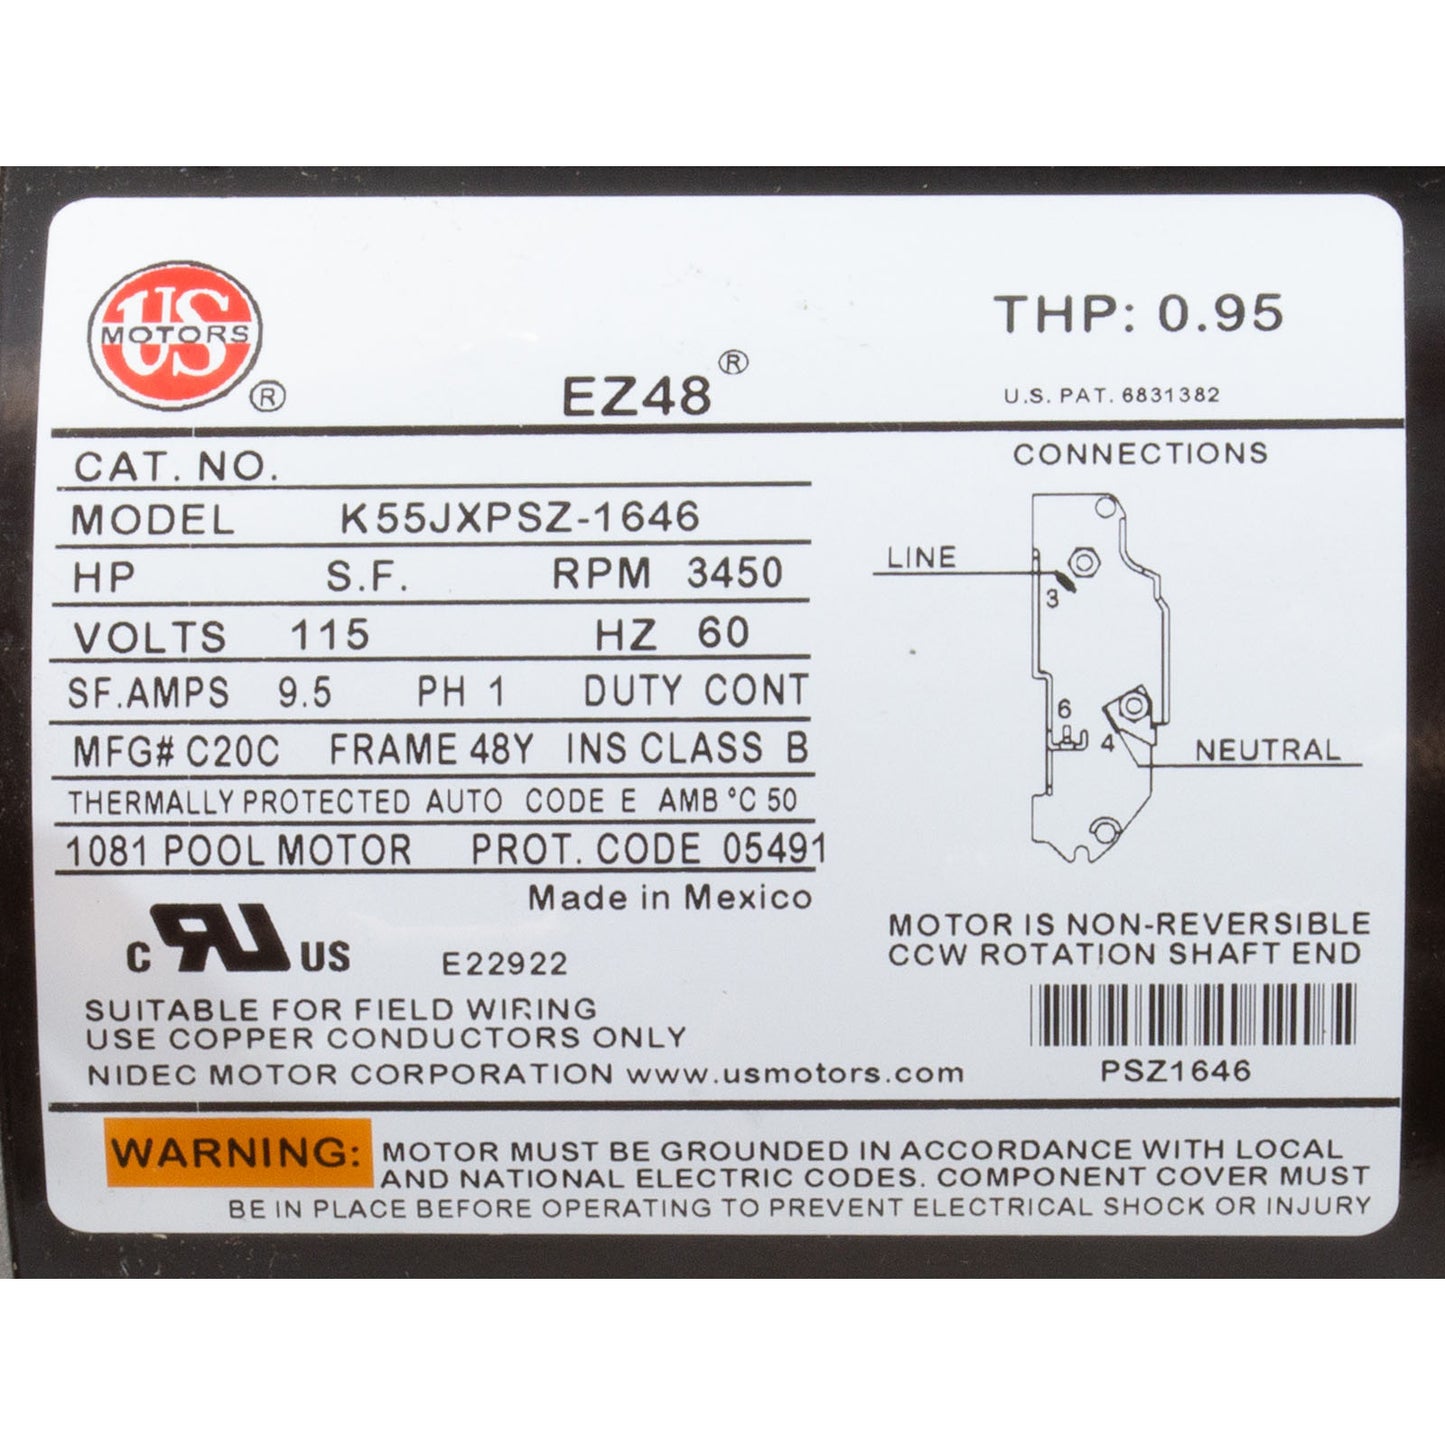 US
MOTORS ®
EZ48®
THP: 0.95
U.S. PAT. 6831382
CAT. NO.
MODEL K55JXPSZ-1646
HP S.F. RPM 3450
VOLTS 115 HZ 60
SF.AMPS 9.5 PH 1 DUTY CONT
MFG# C20C FRAME 48Y INS CLASS B
THERMALLY PROTECTED AUTO CODE E AMB °C 50
1081 POOL MOTOR PROT. CODE 05491
Made in Mexico
C RU US E22922
SUITABLE FOR FIELD WIRING
USE COPPER CONDUCTORS ONLY
NIDEC MOTOR CORPORATION www.usmotors.com
CONNECTIONS
LINE
3
6
4
NEUTRAL
MOTOR IS NON-REVERSIBLE
CCW ROTATION SHAFT END
PSZ1646
WARNING: MOTOR MUST BE GROUNDED IN ACCORDANCE WITH LOCAL
AND NATIONAL ELECTRIC CODES. COMPONENT COVER MUST
BE IN PLACE BEFORE OPERATING TO PREVENT ELECTRICAL SHOCK OR INJURY